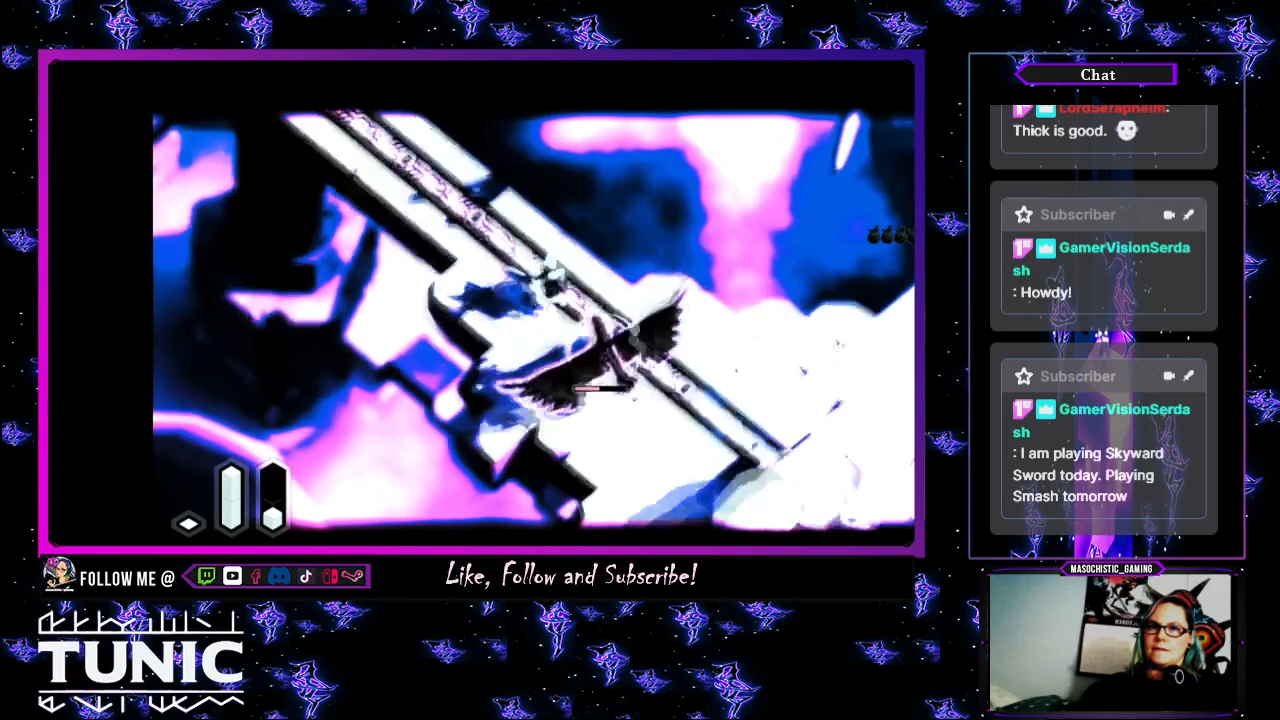 Chat
LordSerapheim:
Thick is good.
Subscriber
GamerVisionSerda
sh
: Howdy!
Subscriber
GamerVisionSerda
sh
: I am playing Skyward
Sword today. Playing
Smash tomorrow
FOLLOW ME @
Like, Follow and Subscribe!
MASOCHISTIC_GAMING
TUNIC